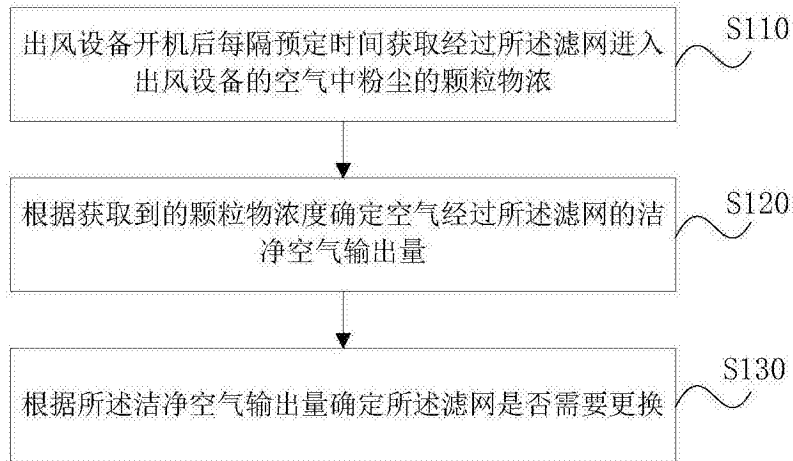 出风设备开机后每隔预定时间获取经过所述滤网进入
出风设备的空气中粉尘的颗粒物浓
S110
根据获取到的颗粒物浓度确定空气经过所述滤网的洁
净空气输出量
S120
根据所述洁净空气输出量确定所述滤网是否需要更换
S130